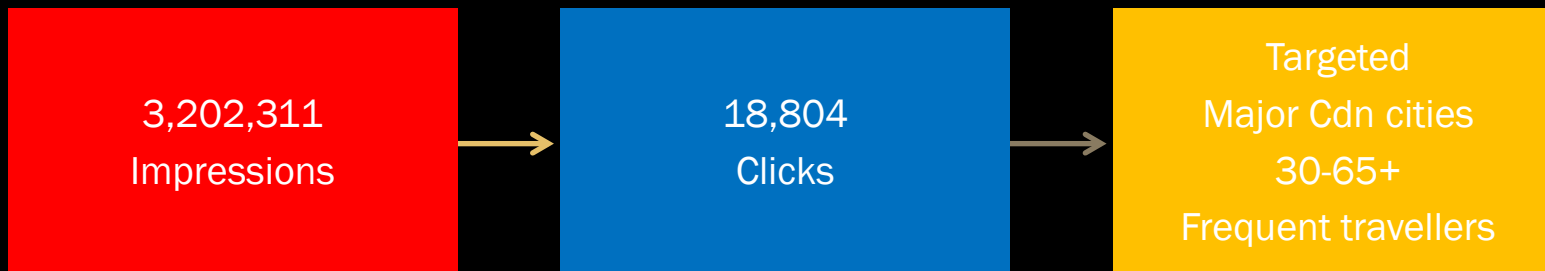 3,202,311
Impressions
18,804
Clicks
Targeted
Major Cdn cities
30-65+
Frequent travellers